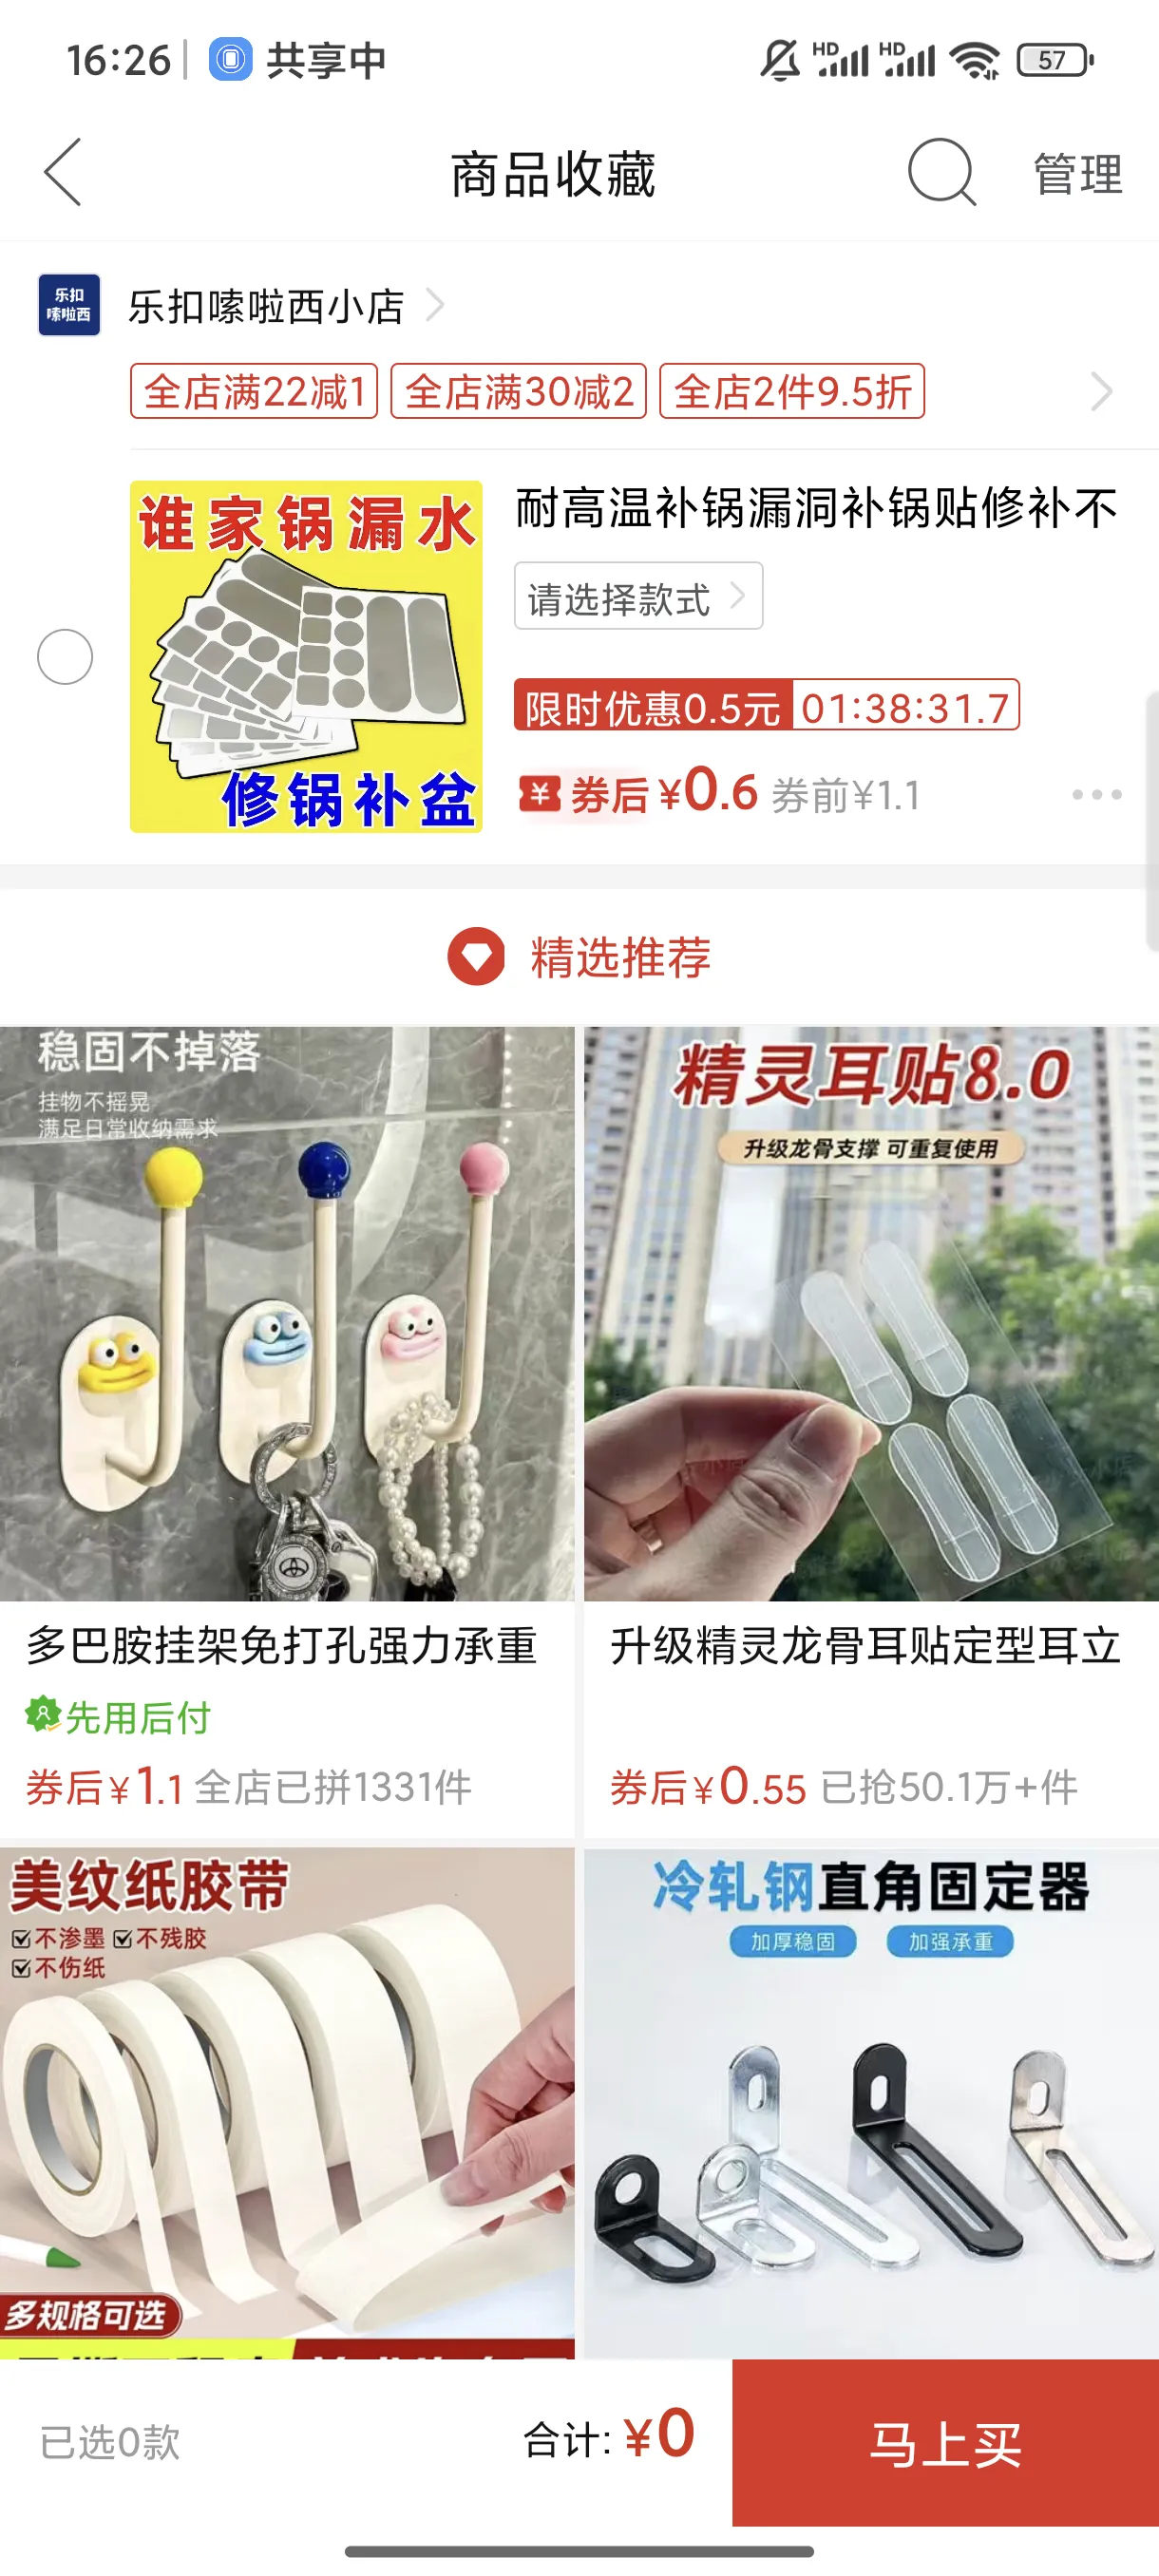 16:26
共享中
HD
HD
57
商品收藏
管理
乐扣
嗦啦西
乐扣嗦啦西小店
全店满22减1
全店满30减2
全店2件9.5折
谁家锅漏水
修锅补盆
耐高温补锅漏洞补锅贴修补不
请选择款式
限时优惠0.5元
01:38:31.7
券后¥0.6 券前¥1.1
精选推荐
稳固不掉落
挂物不摇晃
满足日常收纳需求
多巴胺挂架免打孔强力承重
先用后付
券后¥1.1 全店已拼1331件
精灵耳贴8.0
升级龙骨支撑 可重复使用
升级精灵龙骨耳贴定型耳立
券后¥0.55 已抢50.1万+件
美纹纸胶带
不渗墨 不残胶
不伤纸
多规格可选
冷轧钢直角固定器
加厚稳固
加强承重
已选0款
合计: ¥0
马上买